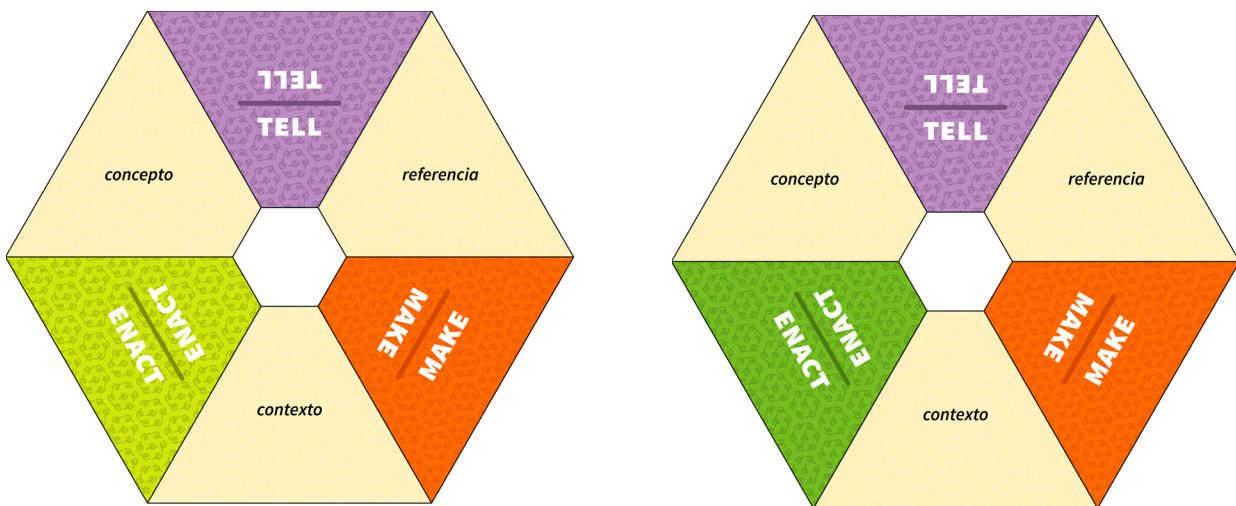 TELL
TELL
concepto
referencia
ENACT
ENACT
MAKE
MAKE
contexto
TELL
TELL
concepto
referencia
ENACT
ENACT
MAKE
MAKE
contexto